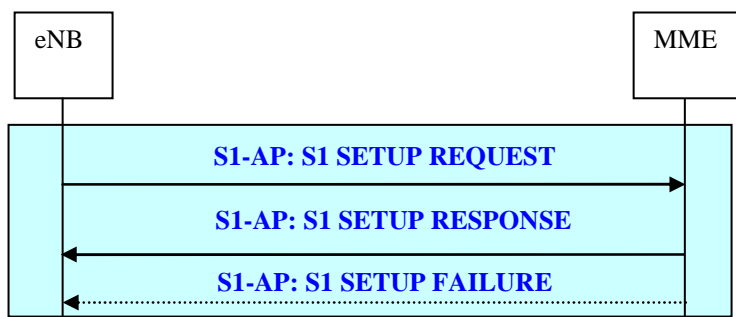 eNB
MME
S1-AP: S1 SETUP REQUEST
S1-AP: S1 SETUP RESPONSE
S1-AP: S1 SETUP FAILURE